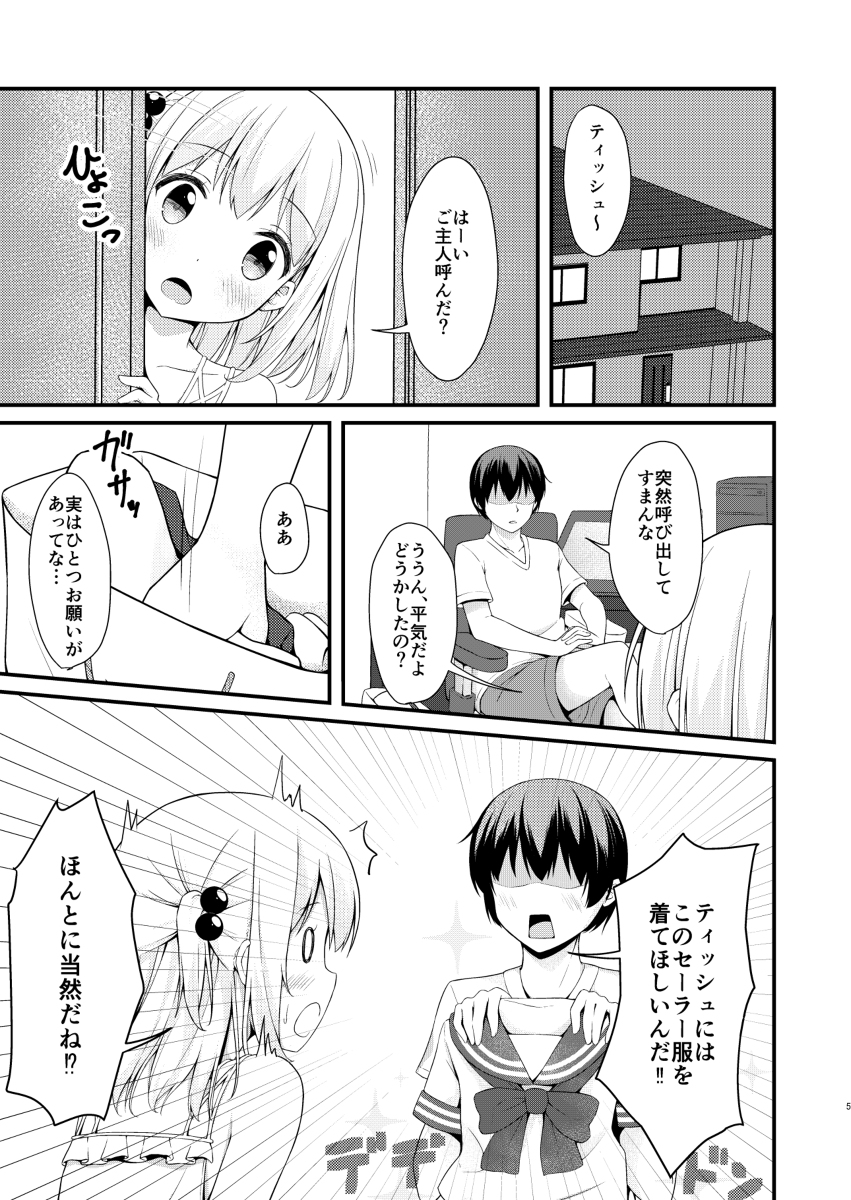 ティッシュ～
はーい
ご主人呼んだ？
ひょこっ
突然呼び出して
すまんな
ううん、平気だよ
どうかしたの？
ああ
ガサッ
実はひとつお願いが
あってな…
ティッシュには
このセーラー服を
着てほしいんだ!!
ほんとに当然だね!?
デデドン
5